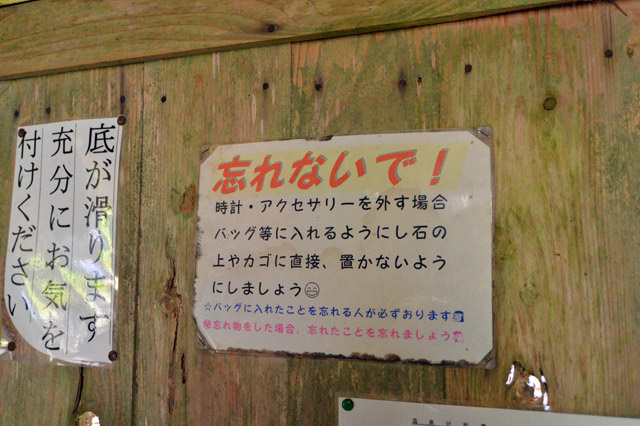 忘れないで!
時計・アクセサリーを外す場合
バッグ等に入れるようにし石の
上やカゴに直接、置かないよう
にしましょう
☆バッグに入れたことを忘れる人が必ずおります
㊙忘れ物をした場合、忘れたことを忘れましょう
底が滑ります
充分にお気を
付けください